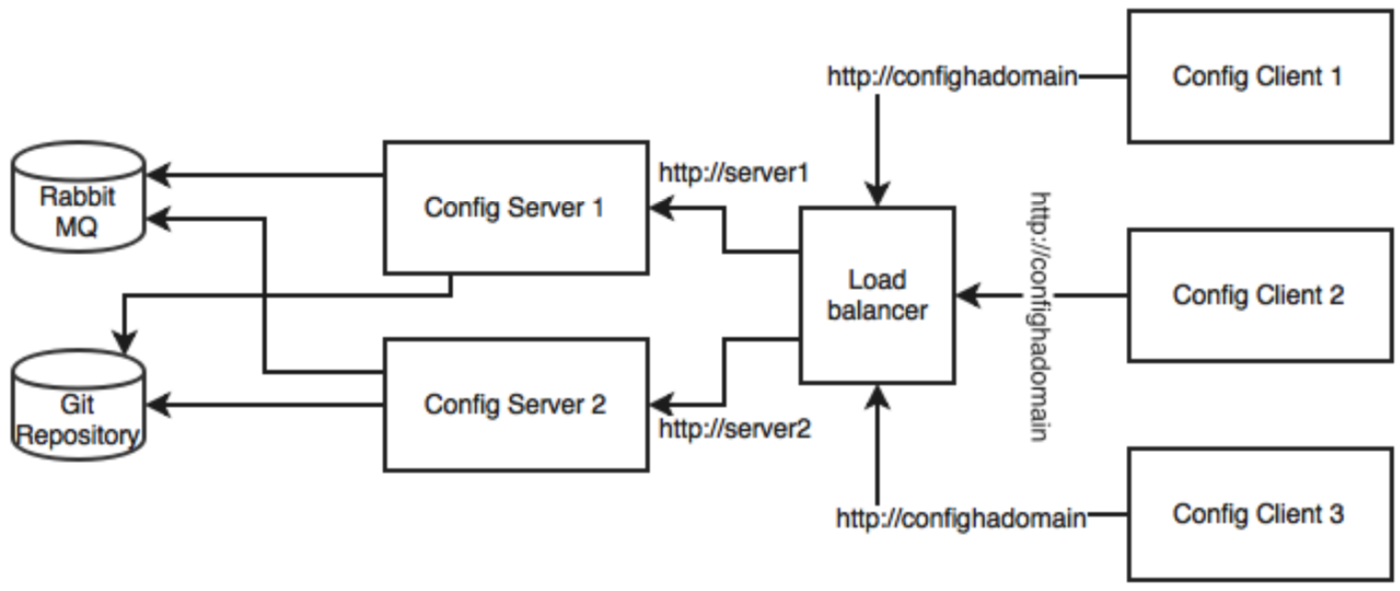 http://confighadomain
Config Client 1
Rabbit
MQ
Config Server 1
http://server1
Load
balancer
http://confighadomain
Config Client 2
Git
Repository
Config Server 2
http://server2
http://confighadomain
Config Client 3